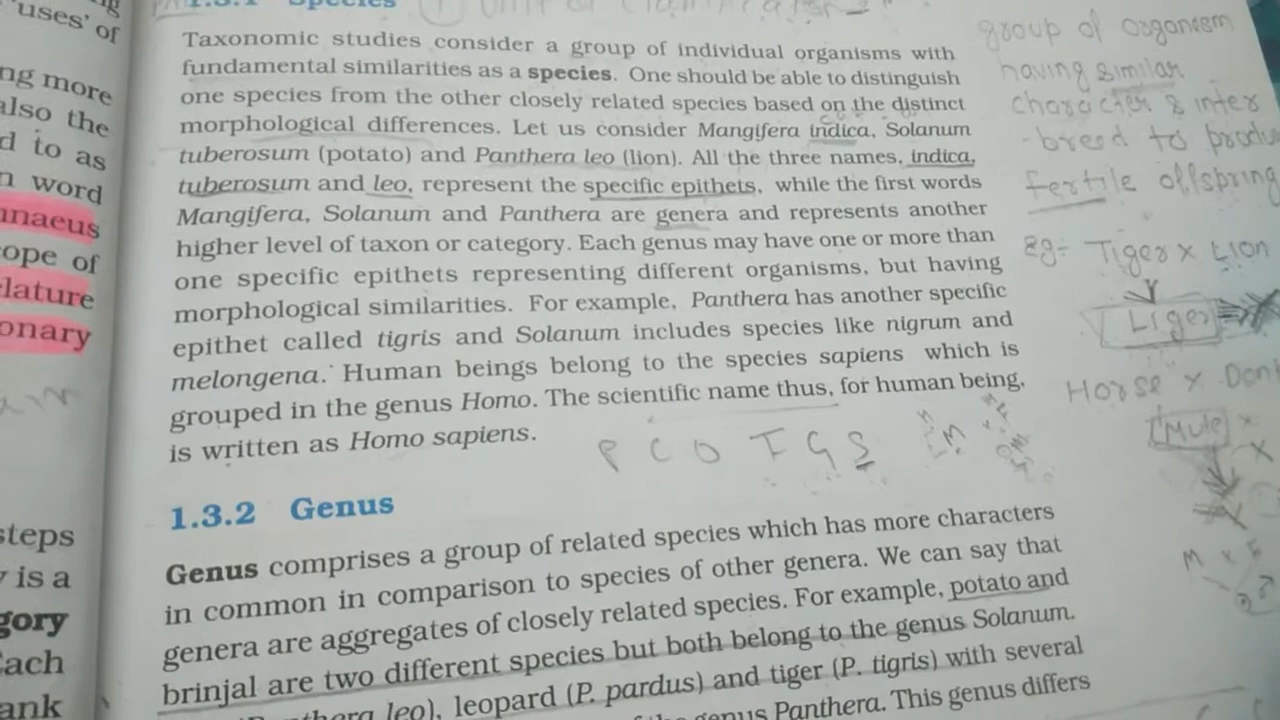 'uses' of
ng more
also the
d to as
n word
nnaeus
ope of
lature
onary
steps
y is a
gory
Each
ank
1.3.1 Species
Taxonomic studies consider a group of individual organisms with
fundamental similarities as a species. One should be able to distinguish
one species from the other closely related species based on the distinct
morphological differences. Let us consider Mangifera indica, Solanum
tuberosum (potato) and Panthera leo (lion). All the three names, indica,
tuberosum and leo, represent the specific epithets, while the first words
Mangifera, Solanum and Panthera are genera and represents another
higher level of taxon or category. Each genus may have one or more than
one specific epithets representing different organisms, but having
morphological similarities. For example, Panthera has another specific
epithet called tigris and Solanum includes species like nigrum and
melongena. Human beings belong to the species sapiens which is
grouped in the genus Homo. The scientific name thus, for human being,
is written as Homo sapiens.
P C O F G S
1.3.2 Genus
Genus comprises a group of related species which has more characters
in common in comparison to species of other genera. We can say that
genera are aggregates of closely related species. For example, potato and
brinjal are two different species but both belong to the genus Solanum.
leo), leopard (P. pardus) and tiger (P. tigris) with several
genus Panthera. This genus differs
group of organism
having similar
character & inter
-breed to produ
fertile offspring
Eg:- Tiger x Lion
Liger
Horse x Don
Mule x
X
M x F